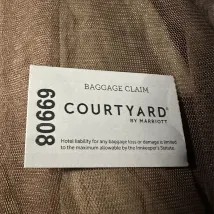 BAGGAGE CLAIM
COURTYARD®
BY MARRIOTT
Hotel liability for any baggage loss or damage is limited
to the maximum allowable by the Innkeeper's Statute.
80999